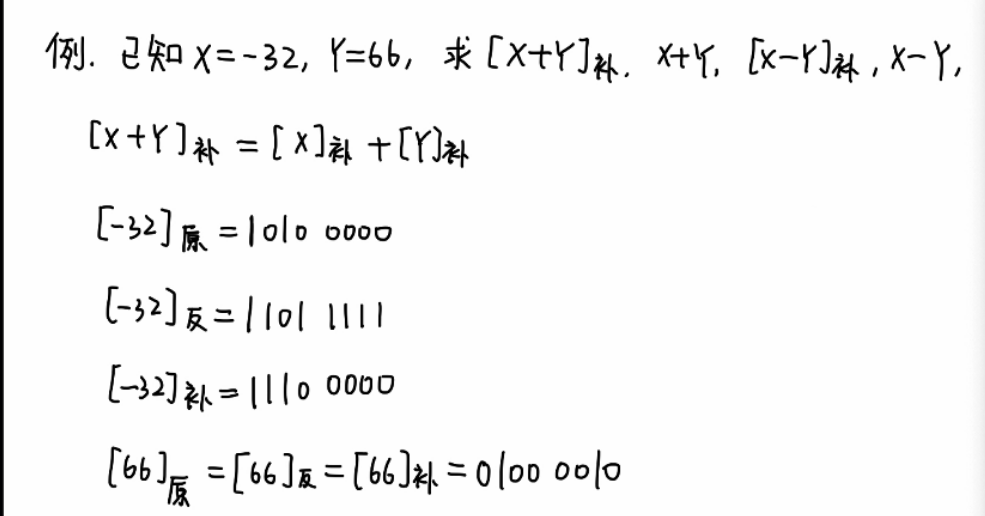 例. 已知 X=-32, Y=66, 求 [X+Y]补. X+Y, [X-Y]补, X-Y,
[X+Y]补 = [X]补 + [Y]补
[-32]原 = 1010 0000
[-32]反 = 1101 1111
[-32]补 = 1110 0000
[66]原 = [66]反 = [66]补 = 0100 0010